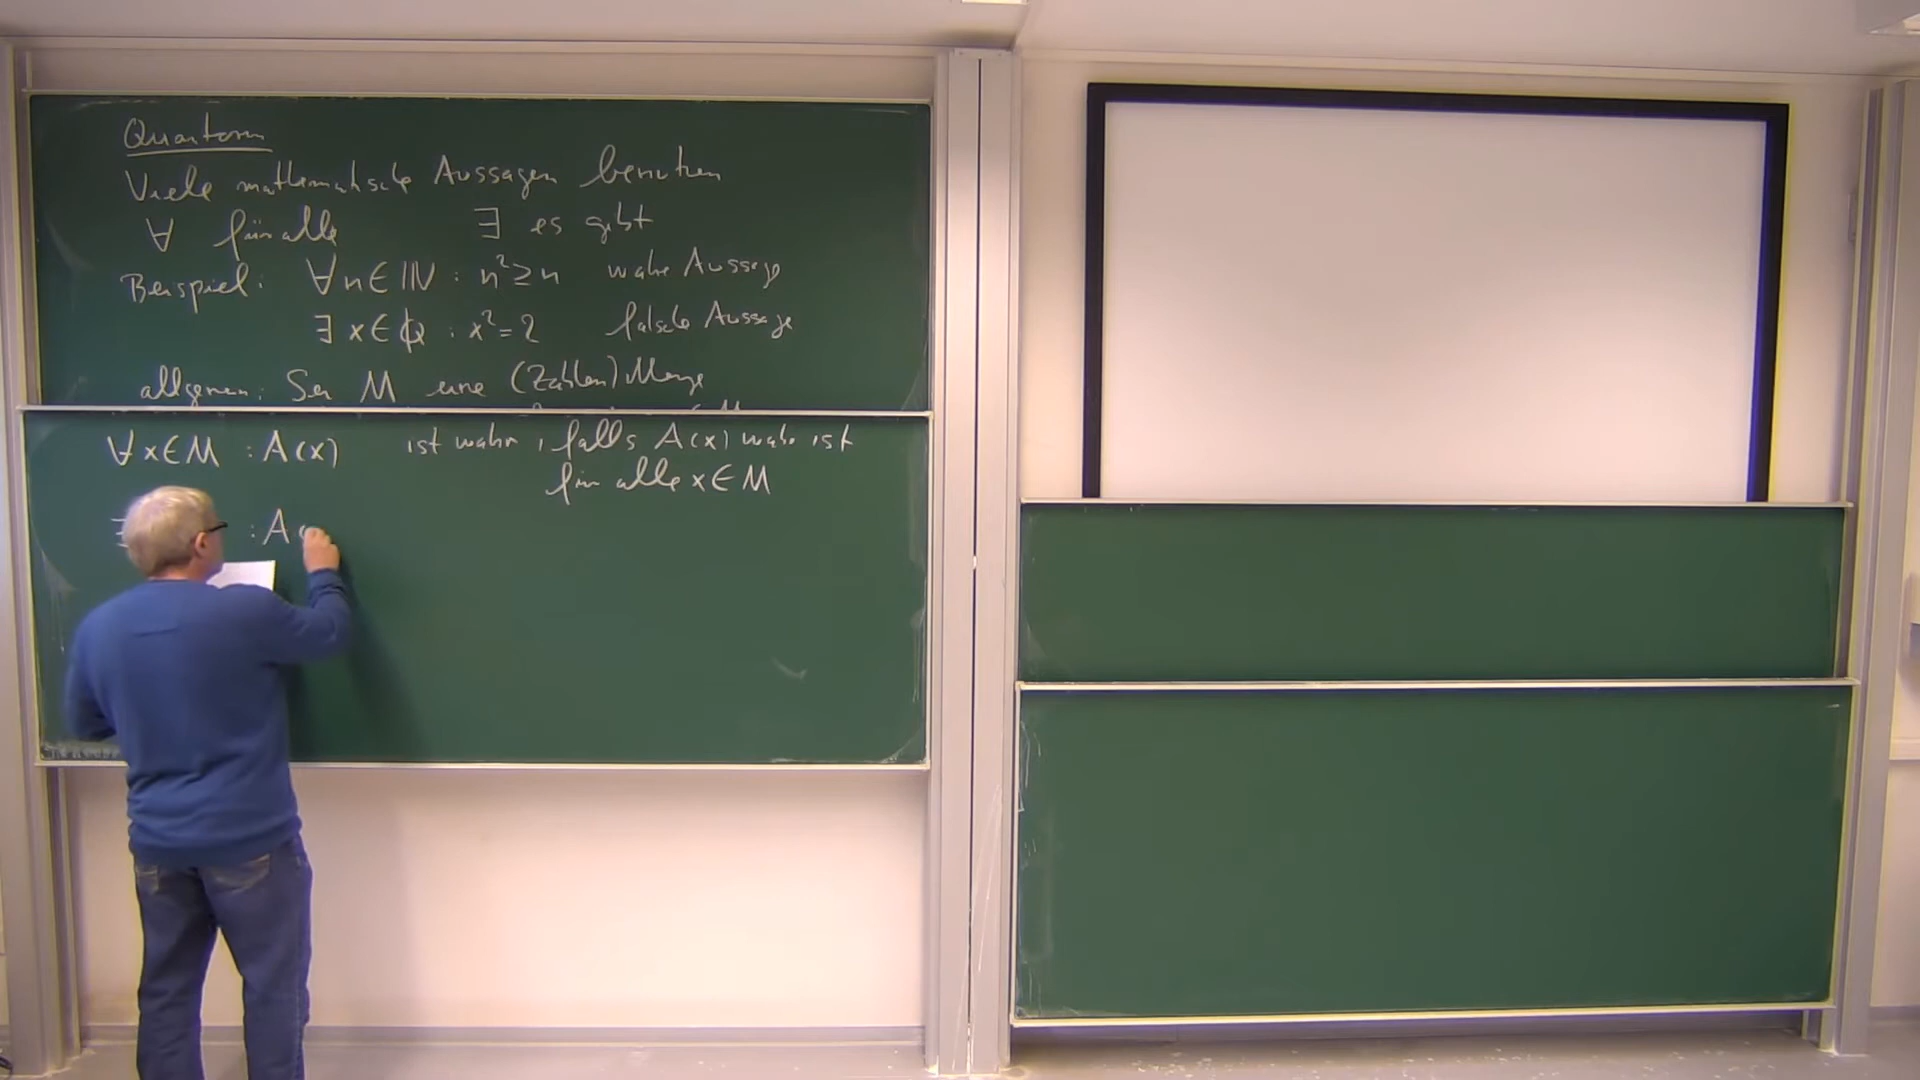 Quantoren
Viele mathematische Aussagen benutzen
∀ für alle ∃ es gibt
Beispiel: ∀n∈ℕ : n²≥n wahre Aussage
∃ x∈ℚ : x²=2 falsche Aussage
allgemein: Sei M eine (Zahlen)Menge
∀x∈M : A(x) ist wahr, falls A(x) wahr ist
für alle x∈M
∃ : A(